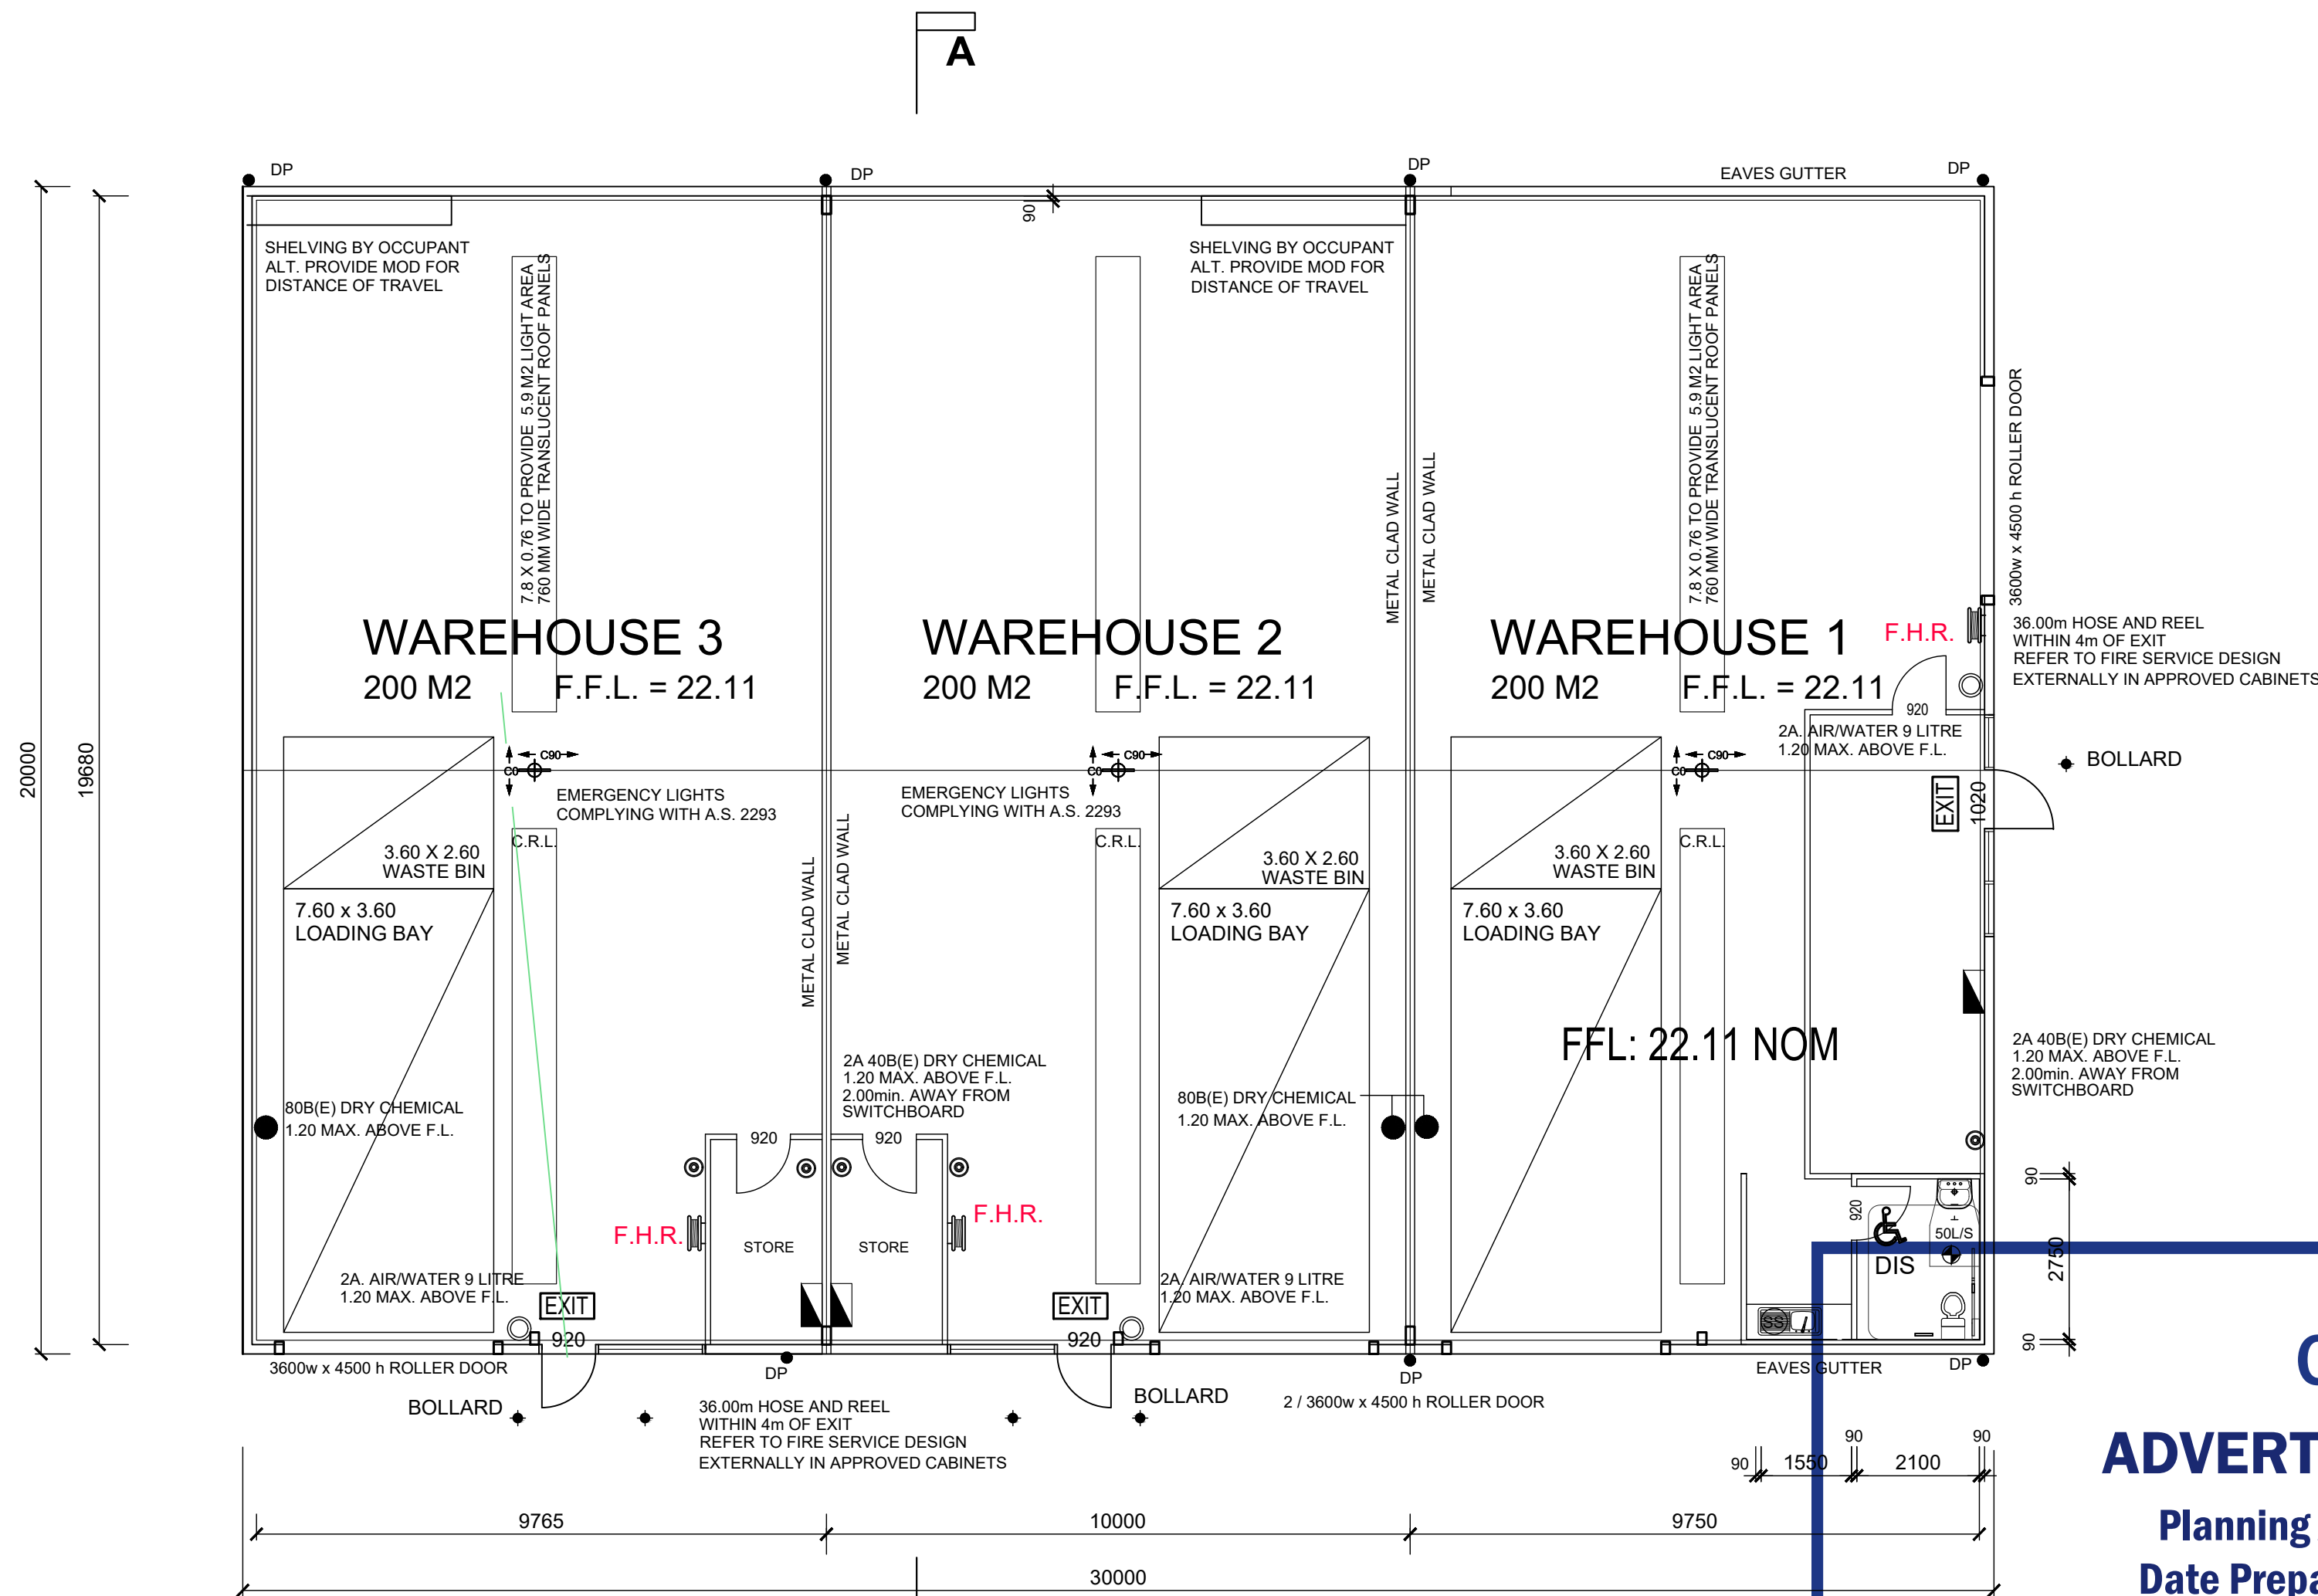 A
DP
DP
DP
EAVES GUTTER
DP
90
SHELVING BY OCCUPANT
ALT. PROVIDE MOD FOR
DISTANCE OF TRAVEL
SHELVING BY OCCUPANT
ALT. PROVIDE MOD FOR
DISTANCE OF TRAVEL
7.8 X 0.76 TO PROVIDE 5.9 M2 LIGHT AREA
760 MM WIDE TRANSLUCENT ROOF PANELS
7.8 X 0.76 TO PROVIDE 5.9 M2 LIGHT AREA
760 MM WIDE TRANSLUCENT ROOF PANELS
METAL CLAD WALL
METAL CLAD WALL
3600w x 4500 h ROLLER DOOR
20000
19680
WAREHOUSE 3
200 M2 F.F.L. = 22.11
WAREHOUSE 2
200 M2 F.F.L. = 22.11
WAREHOUSE 1
200 M2 F.F.L. = 22.11
F.H.R.
36.00m HOSE AND REEL
WITHIN 4m OF EXIT
REFER TO FIRE SERVICE DESIGN
EXTERNALLY IN APPROVED CABINETS
920
2A. AIR/WATER 9 LITRE
1.20 MAX. ABOVE F.L.
BOLLARD
C90
C0
C90
C0
C90
C0
EMERGENCY LIGHTS
COMPLYING WITH A.S. 2293
EMERGENCY LIGHTS
COMPLYING WITH A.S. 2293
EXIT
1020
C.R.L.
C.R.L.
C.R.L.
3.60 X 2.60
WASTE BIN
3.60 X 2.60
WASTE BIN
3.60 X 2.60
WASTE BIN
METAL CLAD WALL
METAL CLAD WALL
7.60 x 3.60
LOADING BAY
7.60 x 3.60
LOADING BAY
7.60 x 3.60
LOADING BAY
FFL: 22.11 NOM
2A 40B(E) DRY CHEMICAL
1.20 MAX. ABOVE F.L.
2.00min. AWAY FROM
SWITCHBOARD
2A 40B(E) DRY CHEMICAL
1.20 MAX. ABOVE F.L.
2.00min. AWAY FROM
SWITCHBOARD
80B(E) DRY CHEMICAL
1.20 MAX. ABOVE F.L.
80B(E) DRY CHEMICAL
1.20 MAX. ABOVE F.L.
920
920
90
920
F.H.R.
F.H.R.
STORE
STORE
50L/S
DIS
2750
2A. AIR/WATER 9 LITRE
1.20 MAX. ABOVE F.L.
2A. AIR/WATER 9 LITRE
1.20 MAX. ABOVE F.L.
EXIT
EXIT
SS
920
920
90
3600w x 4500 h ROLLER DOOR
DP
DP
EAVES GUTTER
DP
BOLLARD
BOLLARD
2 / 3600w x 4500 h ROLLER DOOR
36.00m HOSE AND REEL
WITHIN 4m OF EXIT
REFER TO FIRE SERVICE DESIGN
EXTERNALLY IN APPROVED CABINETS
90
1550
90
2100
90
ADVERT
Planning
Date Prepa
9765
10000
9750
30000